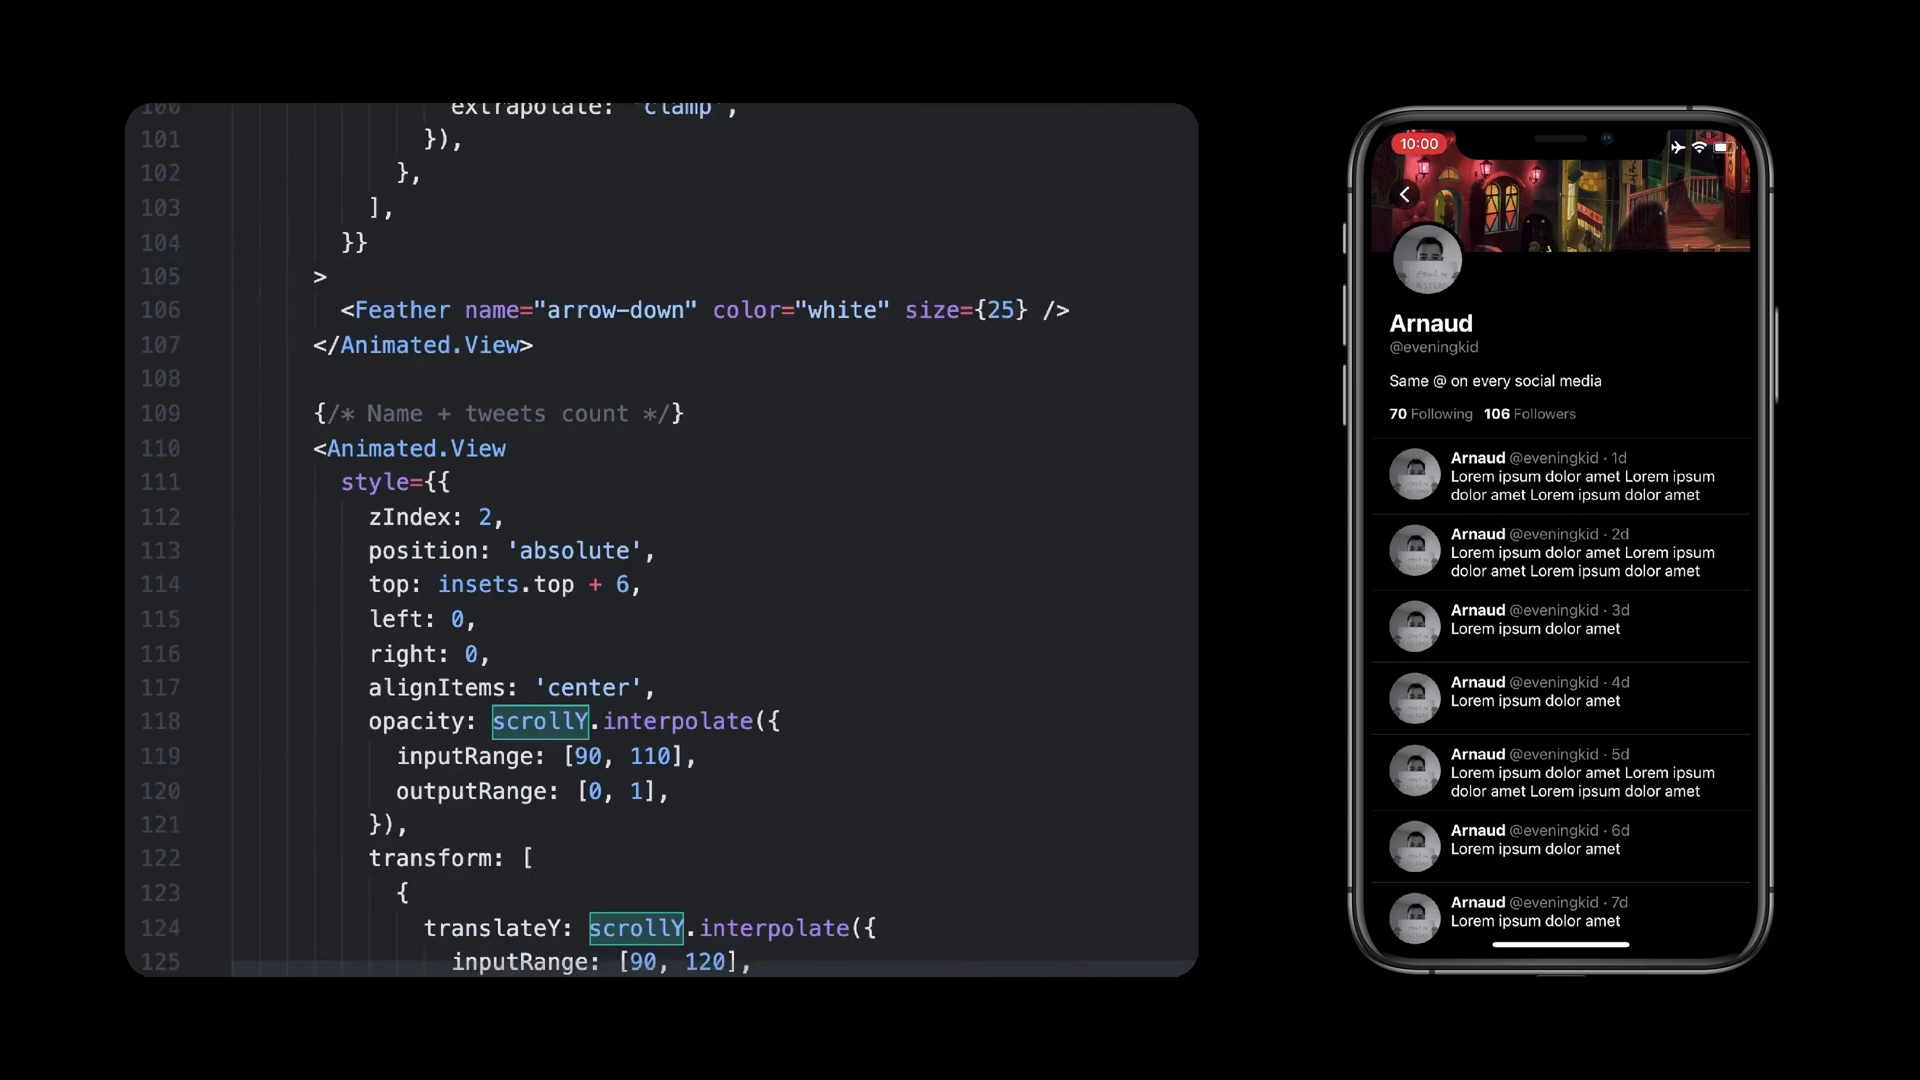 100 extrapolate: 'clamp',
101 }),
102 },
103 ],
104 }}
105 >
106 <Feather name="arrow-down" color="white" size={25} />
107 </Animated.View>
108
109 {/* Name + tweets count */}
110 <Animated.View
111 style={{
112 zIndex: 2,
113 position: 'absolute',
114 top: insets.top + 6,
115 left: 0,
116 right: 0,
117 alignItems: 'center',
118 opacity: scrollY.interpolate({
119 inputRange: [90, 110],
120 outputRange: [0, 1],
121 }),
122 transform: [
123 {
124 translateY: scrollY.interpolate({
125 inputRange: [90, 120],
10:00
Arnaud
@eveningkid
Same @ on every social media
70 Following 106 Followers
Arnaud @eveningkid · 1d
Lorem ipsum dolor amet Lorem ipsum
dolor amet Lorem ipsum dolor amet
Arnaud @eveningkid · 2d
Lorem ipsum dolor amet Lorem ipsum
dolor amet Lorem ipsum dolor amet
Arnaud @eveningkid · 3d
Lorem ipsum dolor amet
Arnaud @eveningkid · 4d
Lorem ipsum dolor amet
Arnaud @eveningkid · 5d
Lorem ipsum dolor amet Lorem ipsum
dolor amet Lorem ipsum dolor amet
Arnaud @eveningkid · 6d
Lorem ipsum dolor amet
Arnaud @eveningkid · 7d
Lorem ipsum dolor amet